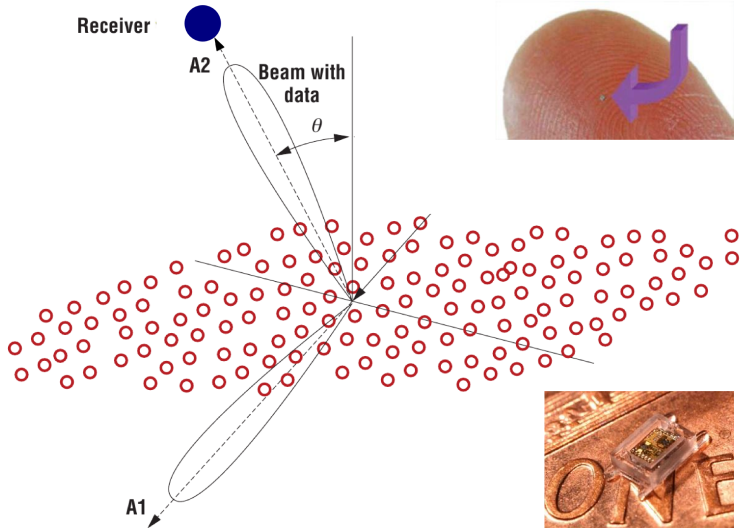 Receiver
A2
Beam with
data
θ
A1
ONE